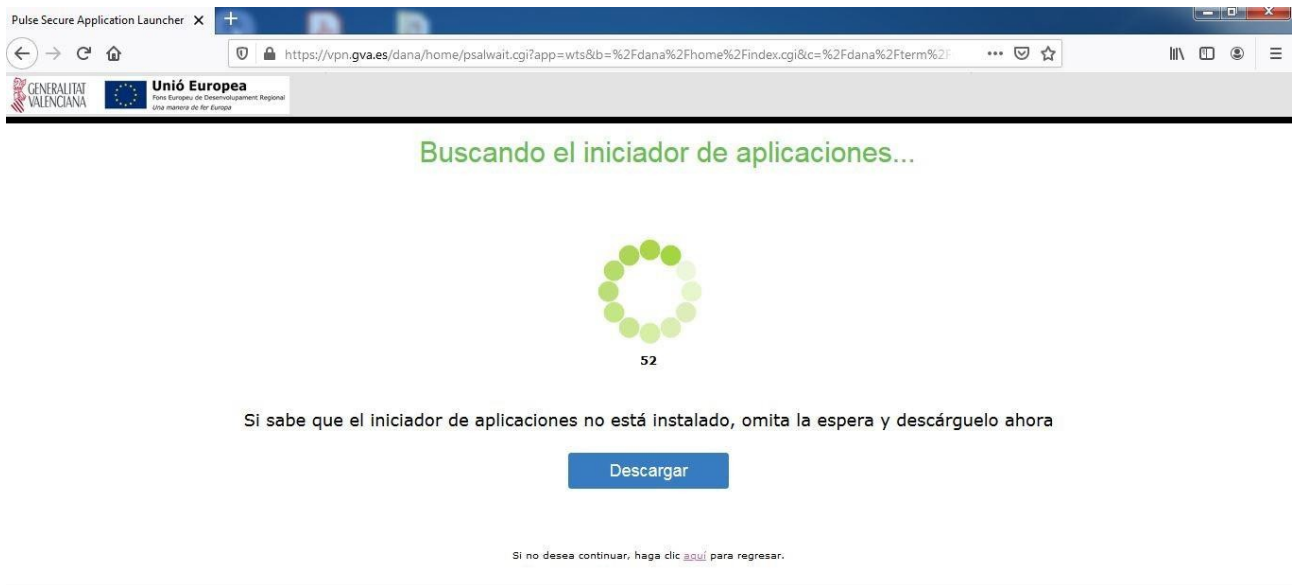 Pulse Secure Application Launcher
https://vpn.gva.es/dana/home/psalwait.cgi?app=wts&b=%2Fdana%2Fhome%2Findex.cgi&c=%2Fdana%2Fterm%2F
GENERALITAT
VALENCIANA
Unió Europea
Fons Europeu de Desenvolupament Regional
Una manera de fer Europa
Buscando el iniciador de aplicaciones...
52
Si sabe que el iniciador de aplicaciones no está instalado, omita la espera y descárguelo ahora
Descargar
Si no desea continuar, haga clic aquí para regresar.